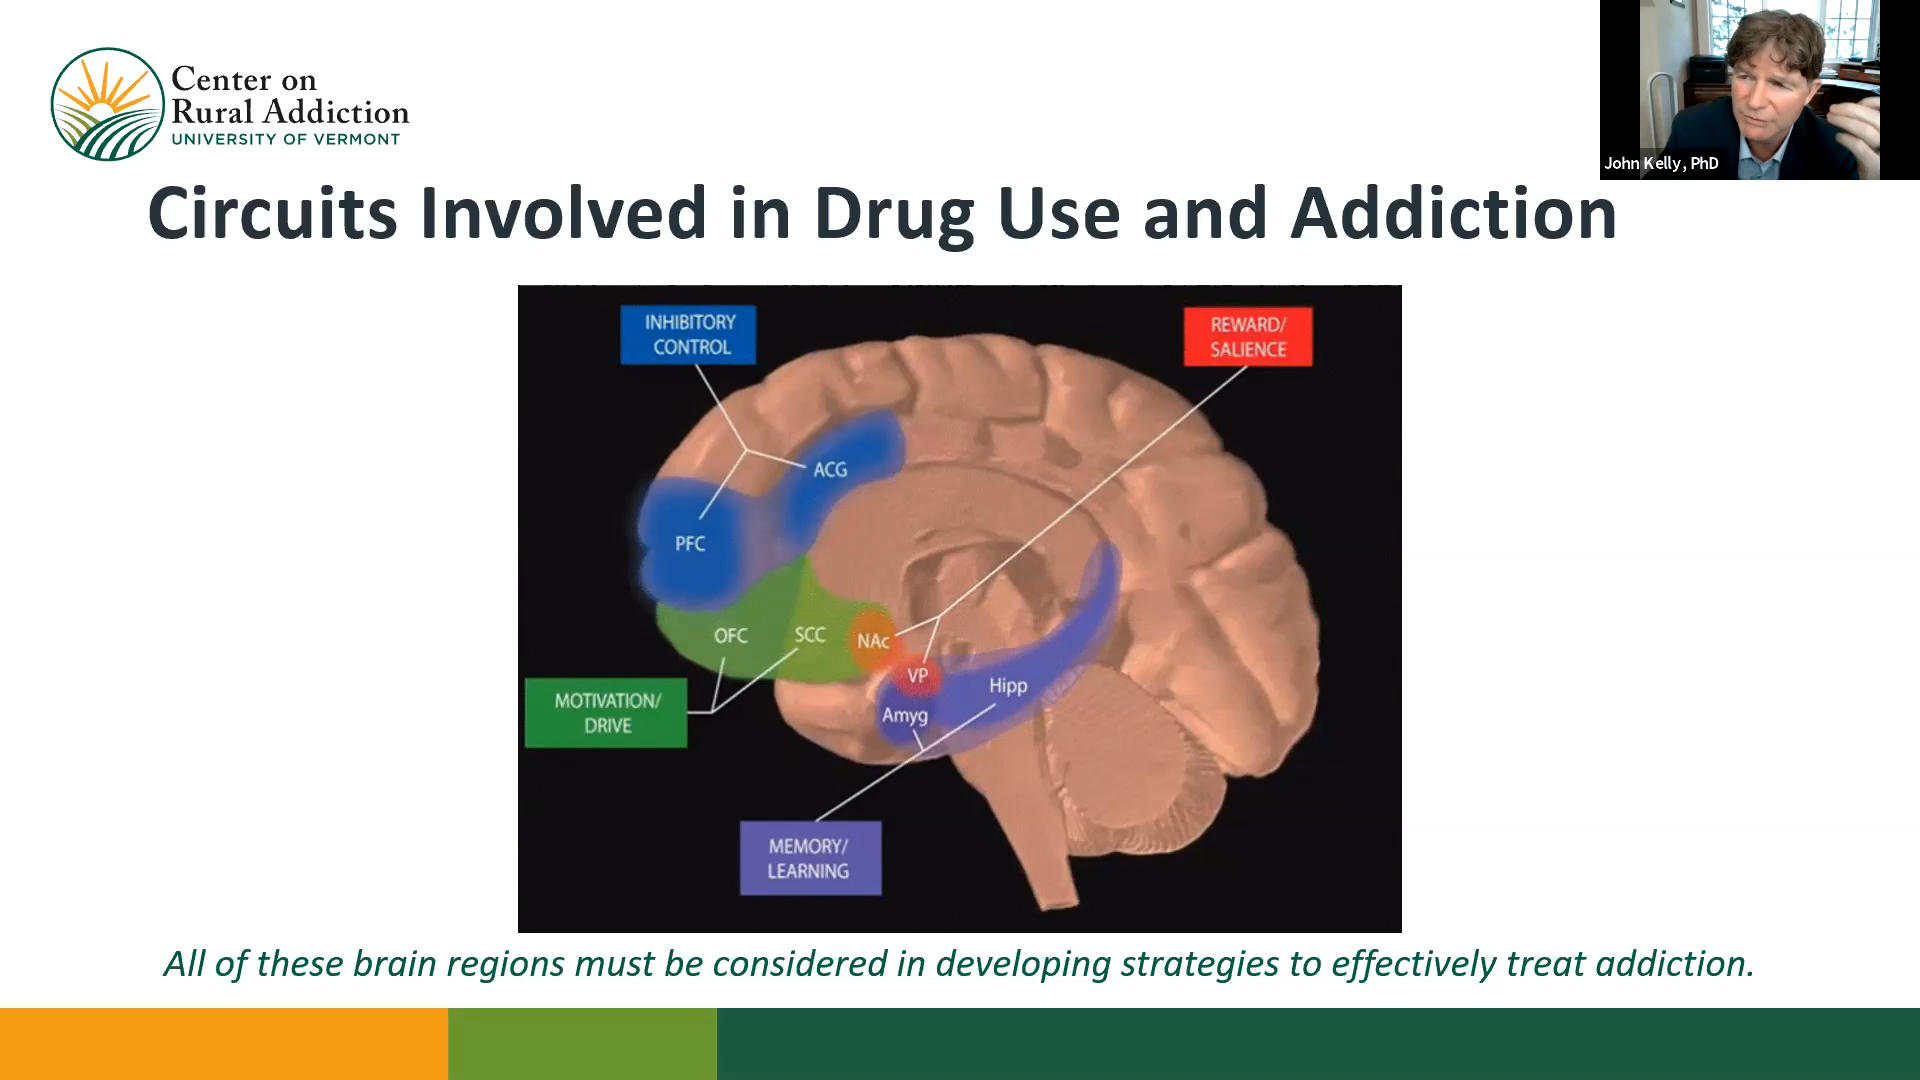 Center on
Rural Addiction
UNIVERSITY OF VERMONT
John Kelly, PhD
Circuits Involved in Drug Use and Addiction
INHIBITORY
CONTROL
REWARD/
SALIENCE
ACG
PFC
OFC
SCC
NAc
VP
Hipp
Amyg
MOTIVATION/
DRIVE
MEMORY/
LEARNING
All of these brain regions must be considered in developing strategies to effectively treat addiction.